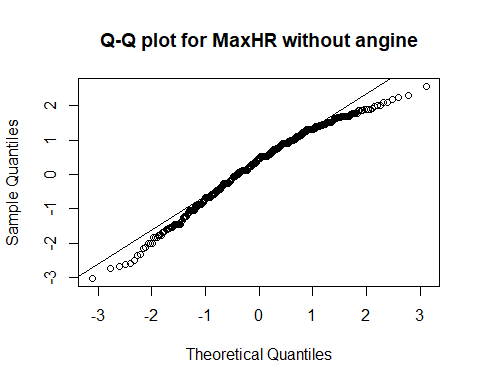 Q-Q plot for MaxHR without angine
Sample Quantiles
2
1
0
-1
-2
-3
-3 -2 -1 0 1 2 3
Theoretical Quantiles